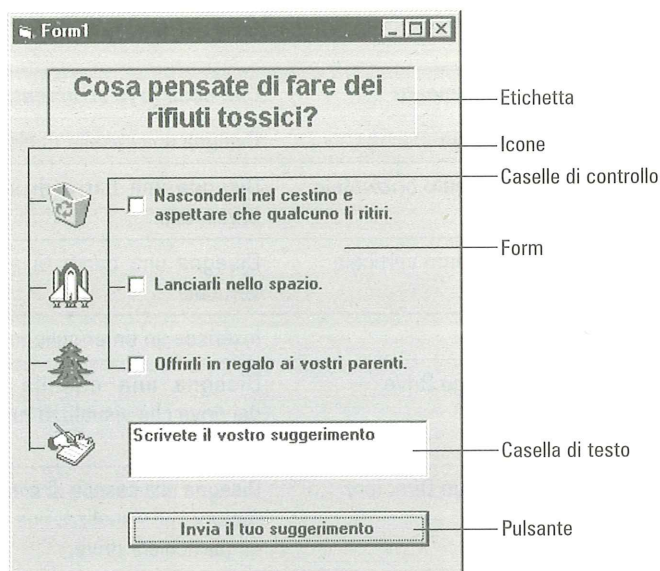 Form1
Cosa pensate di fare dei
rifiuti tossici?
Etichetta
Icone
Caselle di controllo
Nasconderli nel cestino e
aspettare che qualcuno li ritiri.
Form
Lanciarli nello spazio.
Offrirli in regalo ai vostri parenti.
Scrivete il vostro suggerimento
Casella di testo
Invia il tuo suggerimento
Pulsante